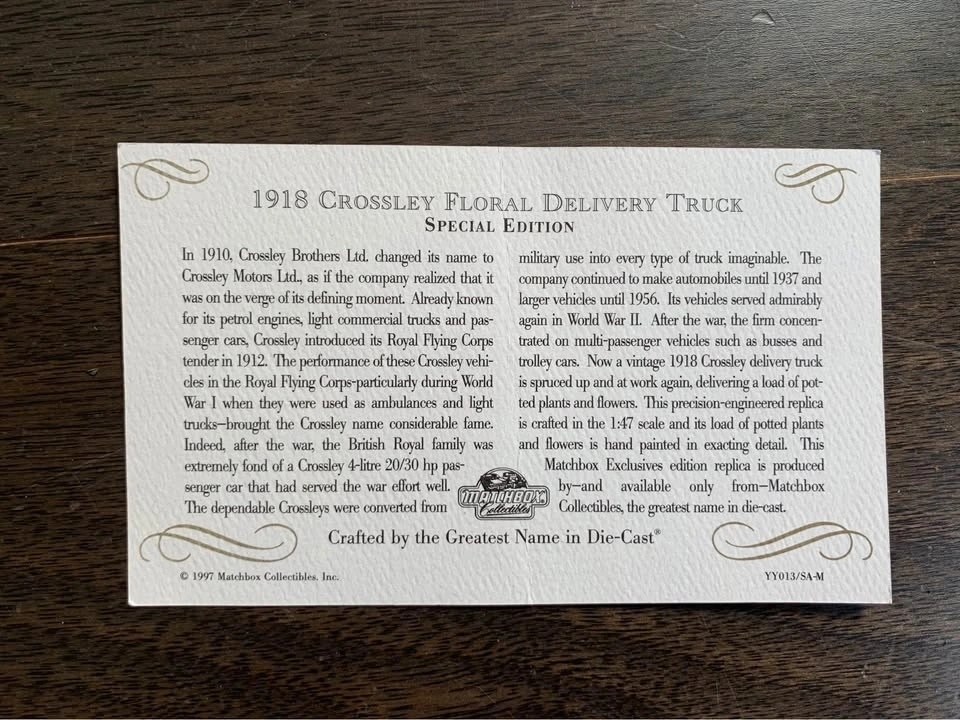 1918 Crossley Floral Delivery Truck
Special Edition
In 1910, Crossley Brothers Ltd. changed its name to
Crossley Motors Ltd., as if the company realized that it
was on the verge of its defining moment. Already known
for its petrol engines, light commercial trucks and pas-
senger cars, Crossley introduced its Royal Flying Corps
tender in 1912. The performance of these Crossley vehi-
cles in the Royal Flying Corps-particularly during World
War I when they were used as ambulances and light
trucks—brought the Crossley name considerable fame.
Indeed, after the war, the British Royal family was
extremely fond of a Crossley 4-litre 20/30 hp pas-
senger car that had served the war effort well.
The dependable Crossleys were converted from
military use into every type of truck imaginable. The
company continued to make automobiles until 1937 and
larger vehicles until 1956. Its vehicles served admirably
again in World War II. After the war, the firm concen-
trated on multi-passenger vehicles such as busses and
trolley cars. Now a vintage 1918 Crossley delivery truck
is spruced up and at work again, delivering a load of pot-
ted plants and flowers. This precision-engineered replica
is crafted in the 1:47 scale and its load of potted plants
and flowers is hand painted in exacting detail. This
Matchbox Exclusives edition replica is produced
by—and available only from—Matchbox
Collectibles, the greatest name in die-cast.
MATCHBOX
Collectibles
Crafted by the Greatest Name in Die-Cast®
© 1997 Matchbox Collectibles, Inc.
YY013/SA-M